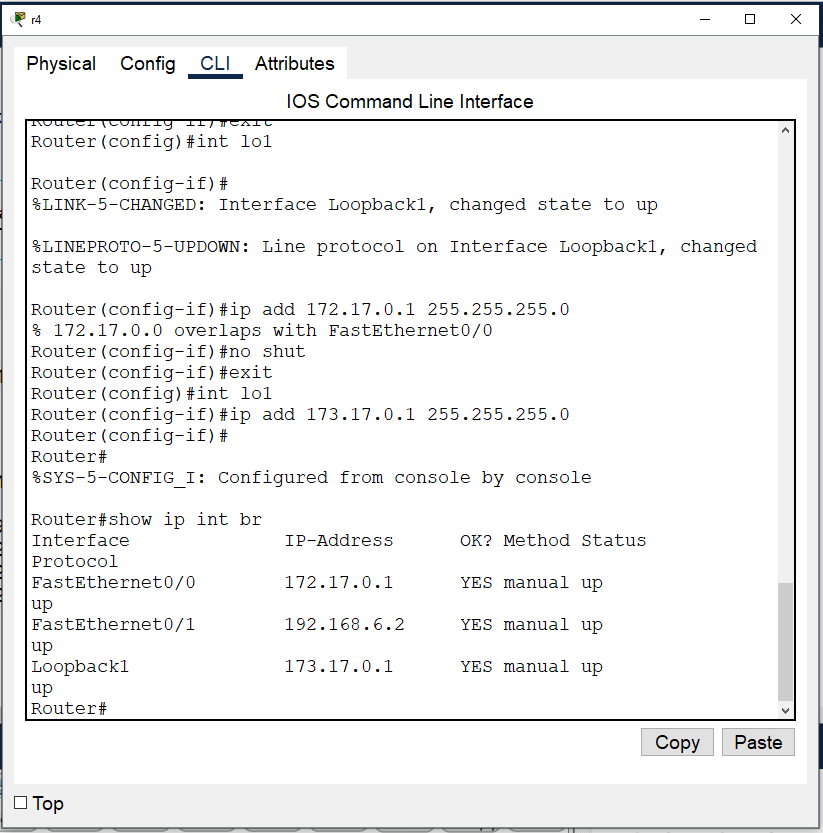 r4
Physical Config CLI Attributes
IOS Command Line Interface
Router(config-if)#exit
Router(config)#int lo1
Router(config-if)#
%LINK-5-CHANGED: Interface Loopback1, changed state to up
%LINEPROTO-5-UPDOWN: Line protocol on Interface Loopback1, changed
state to up
Router(config-if)#ip add 172.17.0.1 255.255.255.0
% 172.17.0.0 overlaps with FastEthernet0/0
Router(config-if)#no shut
Router(config-if)#exit
Router(config)#int lo1
Router(config-if)#ip add 173.17.0.1 255.255.255.0
Router(config-if)#
Router#
%SYS-5-CONFIG_I: Configured from console by console
Router#show ip int br
Interface IP-Address OK? Method Status
Protocol
FastEthernet0/0 172.17.0.1 YES manual up
up
FastEthernet0/1 192.168.6.2 YES manual up
up
Loopback1 173.17.0.1 YES manual up
up
Router#
Copy Paste
Top